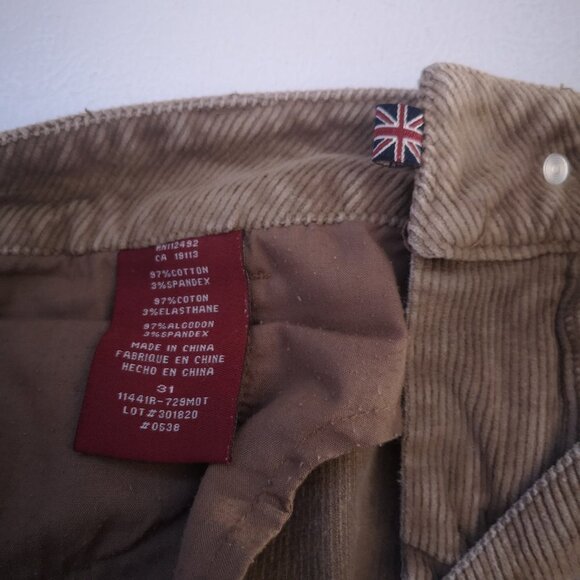 RN112492
CA 19113
97%COTTON
3%SPANDEX
97%COTON
3%ELASTHANE
97%ALGODON
3%SPANDEX
MADE IN CHINA
FABRIQUE EN CHINE
HECHO EN CHINA
31
11441R-729MOT
LOT#301820
#0538